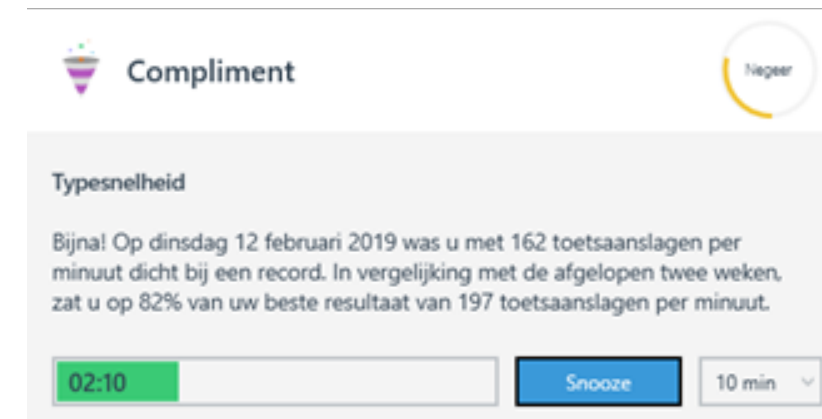 Compliment
Negeer
Typesnelheid
Bijna! Op dinsdag 12 februari 2019 was u met 162 toetsaanslagen per
minuut dicht bij een record. In vergelijking met de afgelopen twee weken,
zat u op 82% van uw beste resultaat van 197 toetsaanslagen per minuut.
02:10
Snooze
10 min